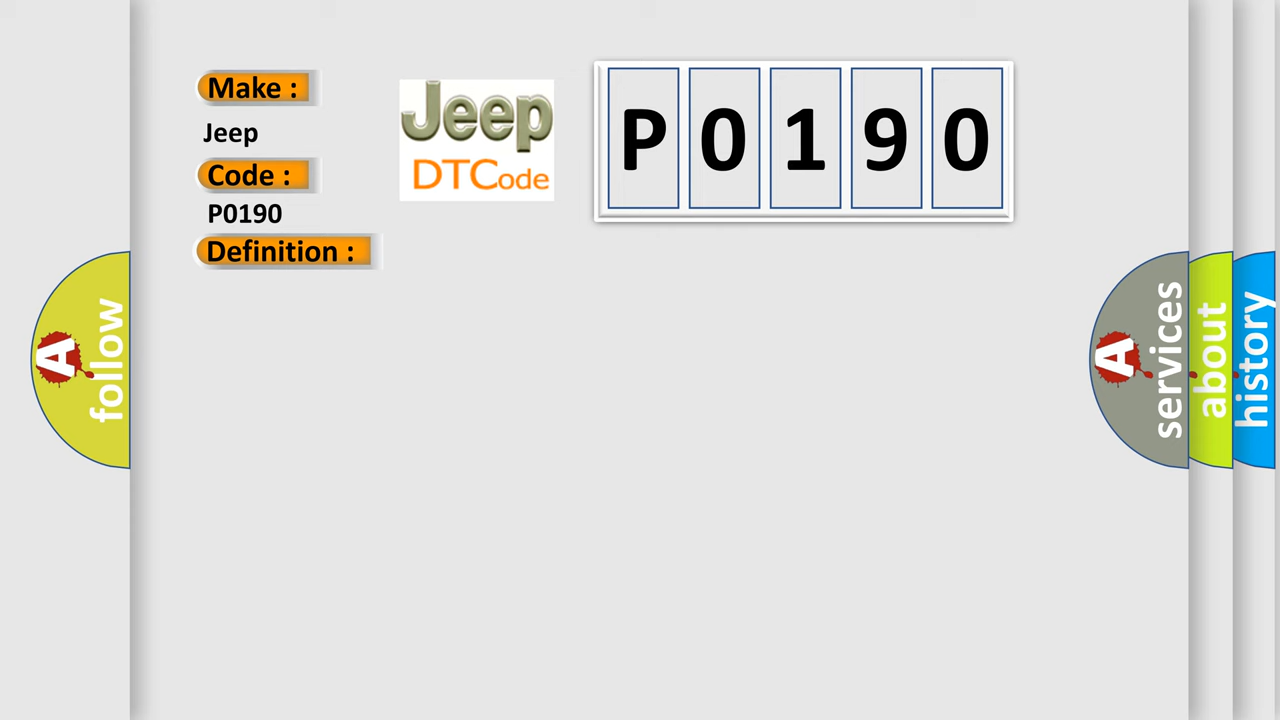 Make :
Jeep
Code :
P0190
Definition :
Jeep
DTCode
P 0 1 9 0
A follow
A services
about
history